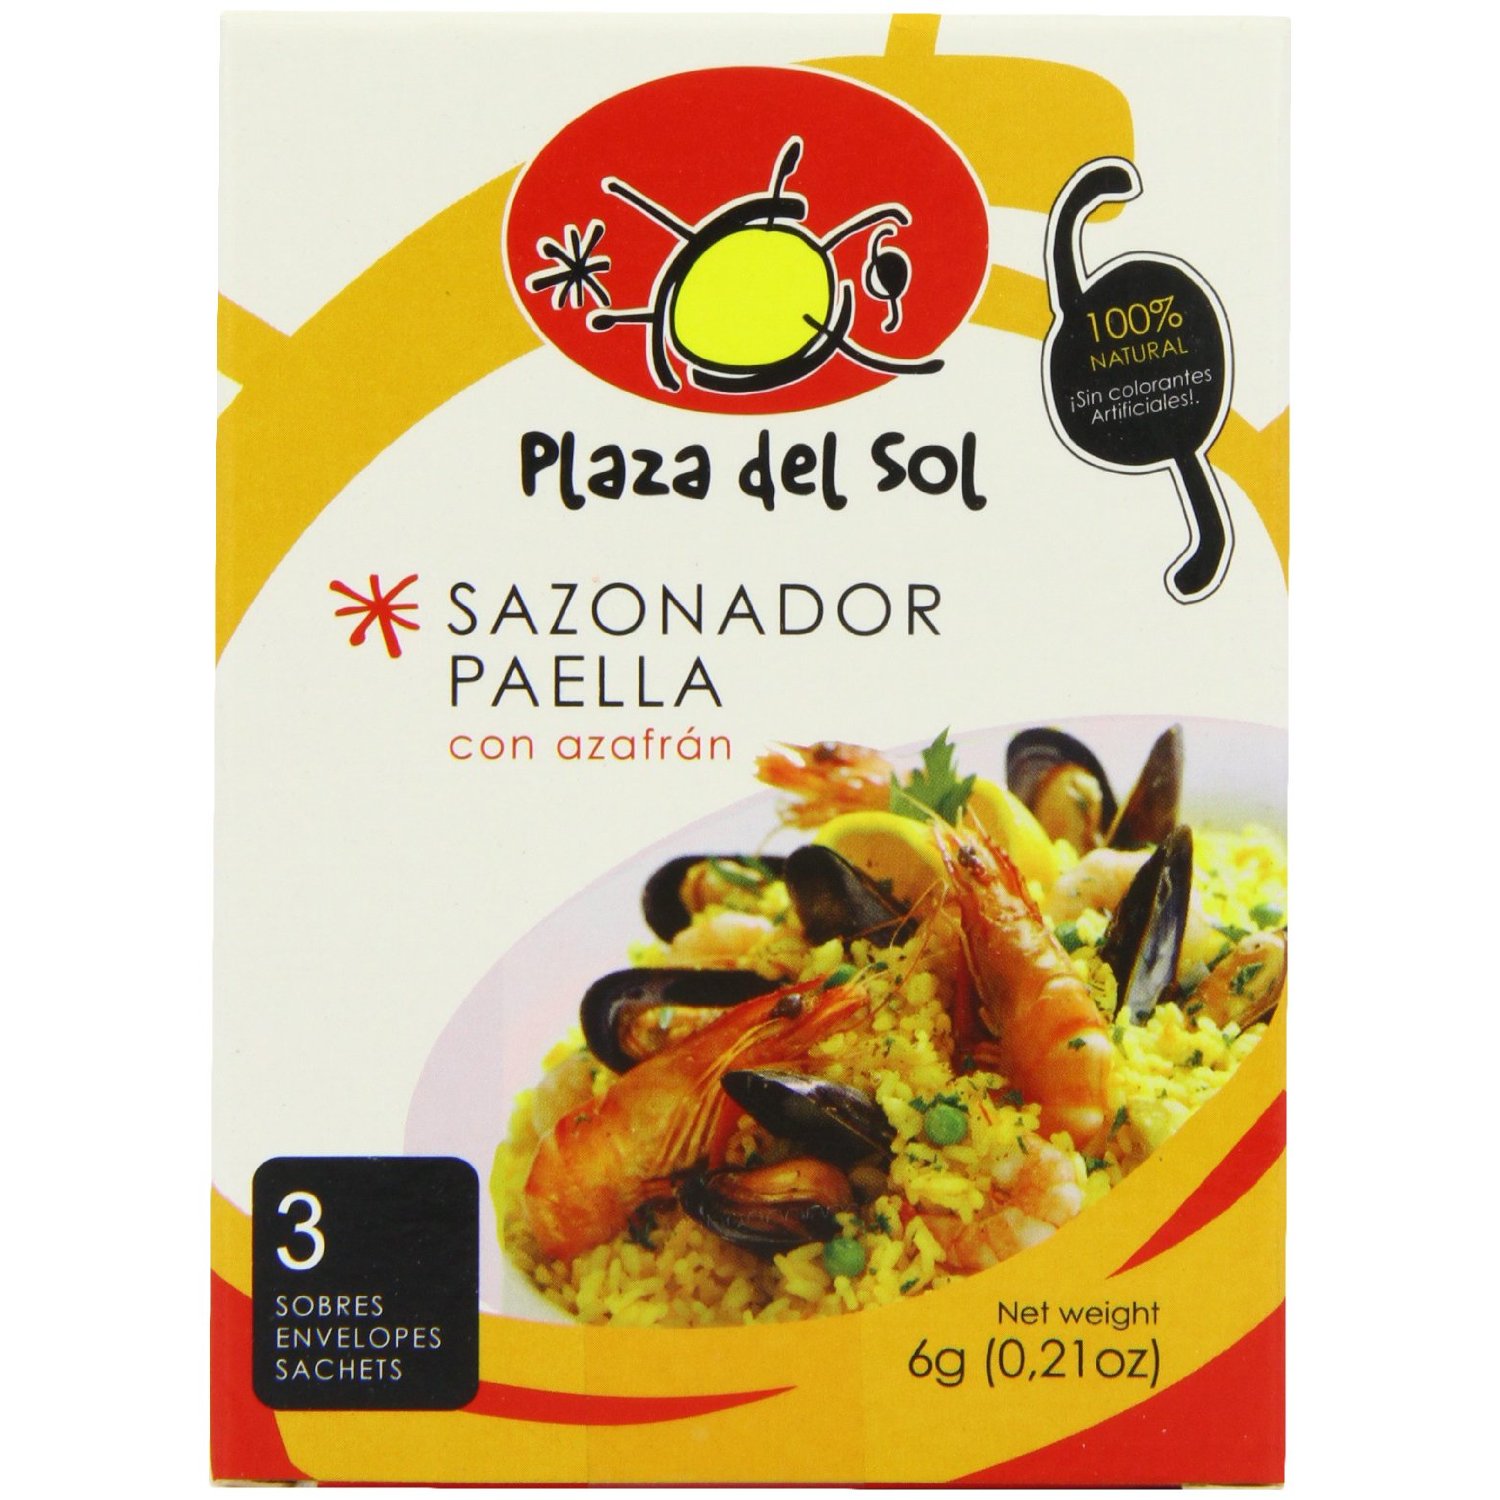 Plaza del Sol
100%
NATURAL
¡Sin colorantes
Artificiales!.
SAZONADOR
PAELLA
con azafrán
3
SOBRES
ENVELOPES
SACHETS
Net weight
6g (0,21oz)